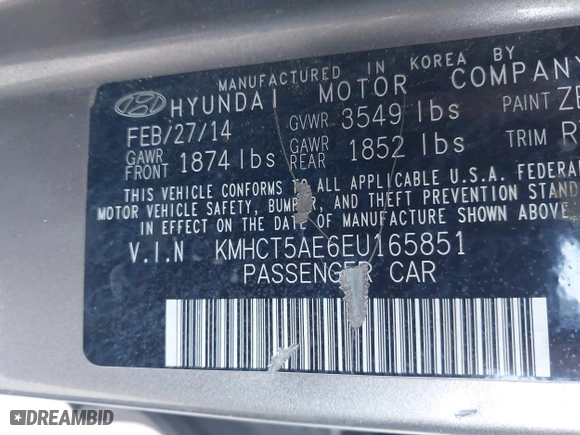 MANUFACTURED IN KOREA BY
HYUNDAI MOTOR COMPANY
FEB/27/14 GVWR 3549 lbs PAINT
GAWR FRONT 1874 lbs GAWR REAR 1852 lbs TRIM
THIS VEHICLE CONFORMS TO ALL APPLICABLE U.S.A. FEDERAL
MOTOR VEHICLE SAFETY, BUMPER, AND THEFT PREVENTION STAND
IN EFFECT ON THE DATE OF MANUFACTURE SHOWN ABOVE
V.I.N KMHCT5AE6EU165851
PASSENGER CAR
DREAMBID